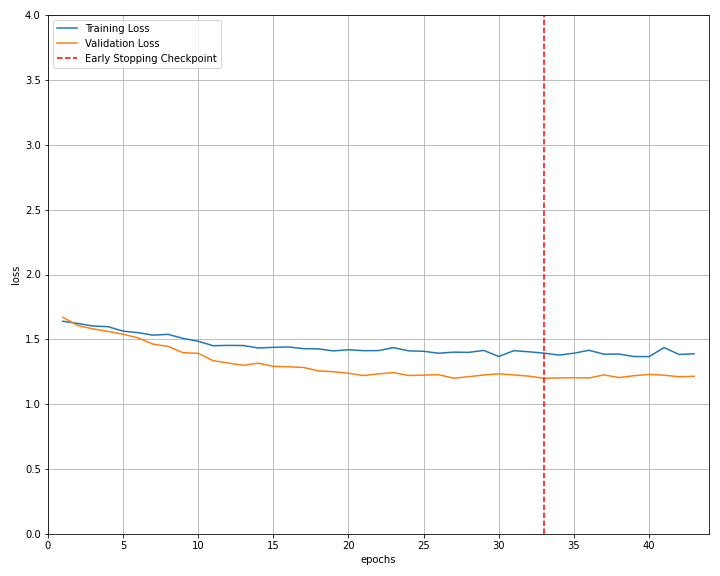 Training Loss
Validation Loss
Early Stopping Checkpoint
4.0
3.5
3.0
2.5
2.0
1.5
1.0
0.5
0.0
loss
0 5 10 15 20 25 30 35 40
epochs